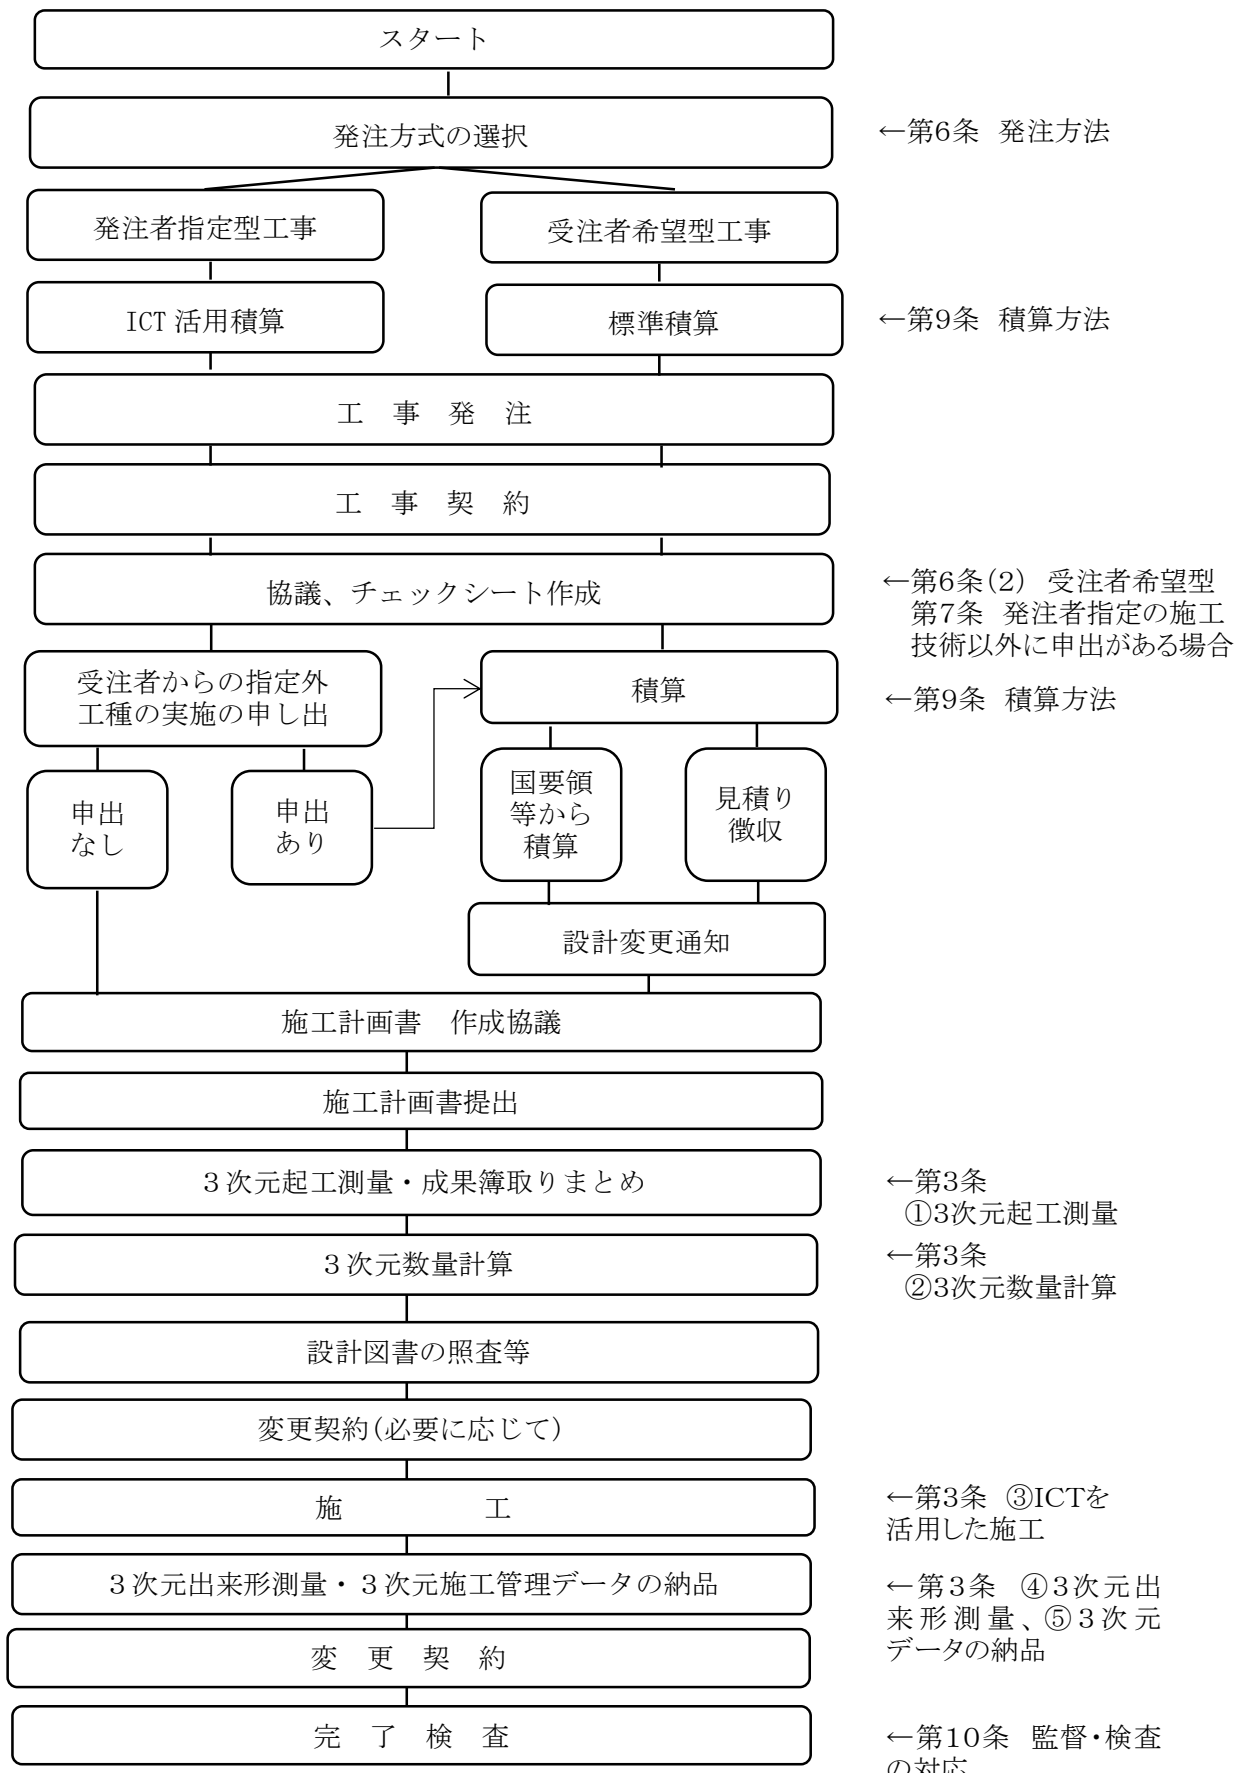 スタート
発注方式の選択
←第6条 発注方法
発注者指定型工事
受注者希望型工事
ICT 活用積算
標準積算
←第9条 積算方法
工 事 発 注
工 事 契 約
協議、チェックシート作成
←第6条(2) 受注者希望型
第7条 発注者指定の施工
技術以外に申出がある場合
受注者からの指定外
工種の実施の申し出
積算
←第9条 積算方法
申出
なし
申出
あり
国要領
等から
積算
見積り
徴収
設計変更通知
施工計画書 作成協議
施工計画書提出
３次元起工測量・成果簿取りまとめ
←第3条
①3次元起工測量
３次元数量計算
←第3条
②3次元数量計算
設計図書の照査等
変更契約(必要に応じて)
施 工
←第3条 ③ICTを
活用した施工
３次元出来形測量・３次元施工管理データの納品
←第３条 ④３次元出
来形測量、⑤３次元
データの納品
変 更 契 約
完 了 検 査
←第10条 監督・検査
の対応